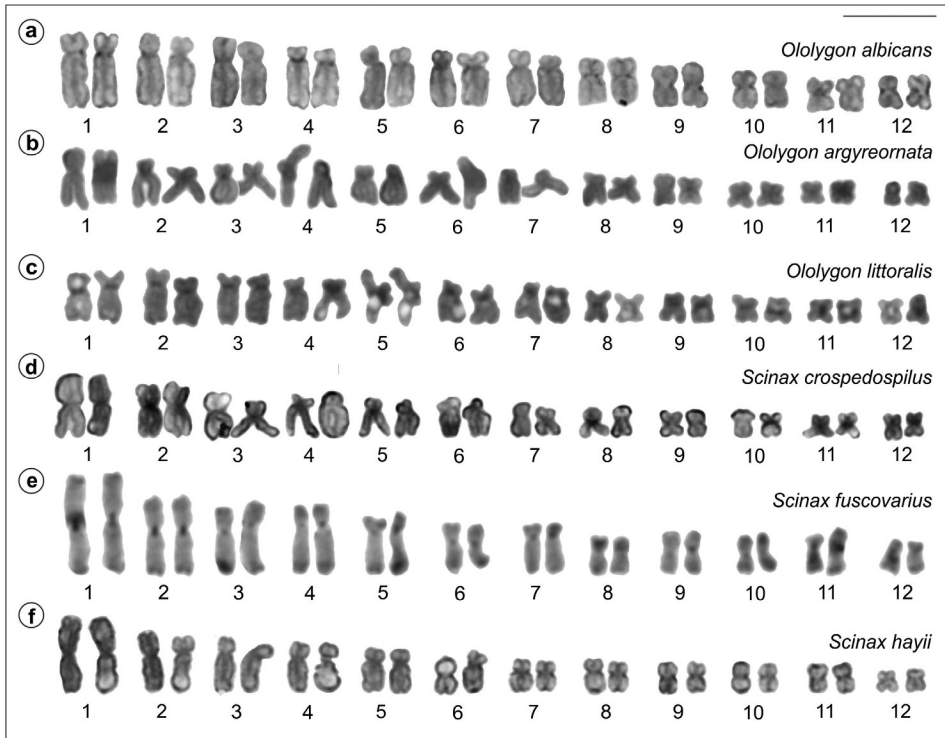 a
Ololygon albicans
1 2 3 4 5 6 7 8 9 10 11 12
b
Ololygon argyreornata
1 2 3 4 5 6 7 8 9 10 11 12
c
Ololygon littoralis
1 2 3 4 5 6 7 8 9 10 11 12
d
Scinax crospedospilus
1 2 3 4 5 6 7 8 9 10 11 12
e
Scinax fuscovarius
1 2 3 4 5 6 7 8 9 10 11 12
f
Scinax hayii
1 2 3 4 5 6 7 8 9 10 11 12